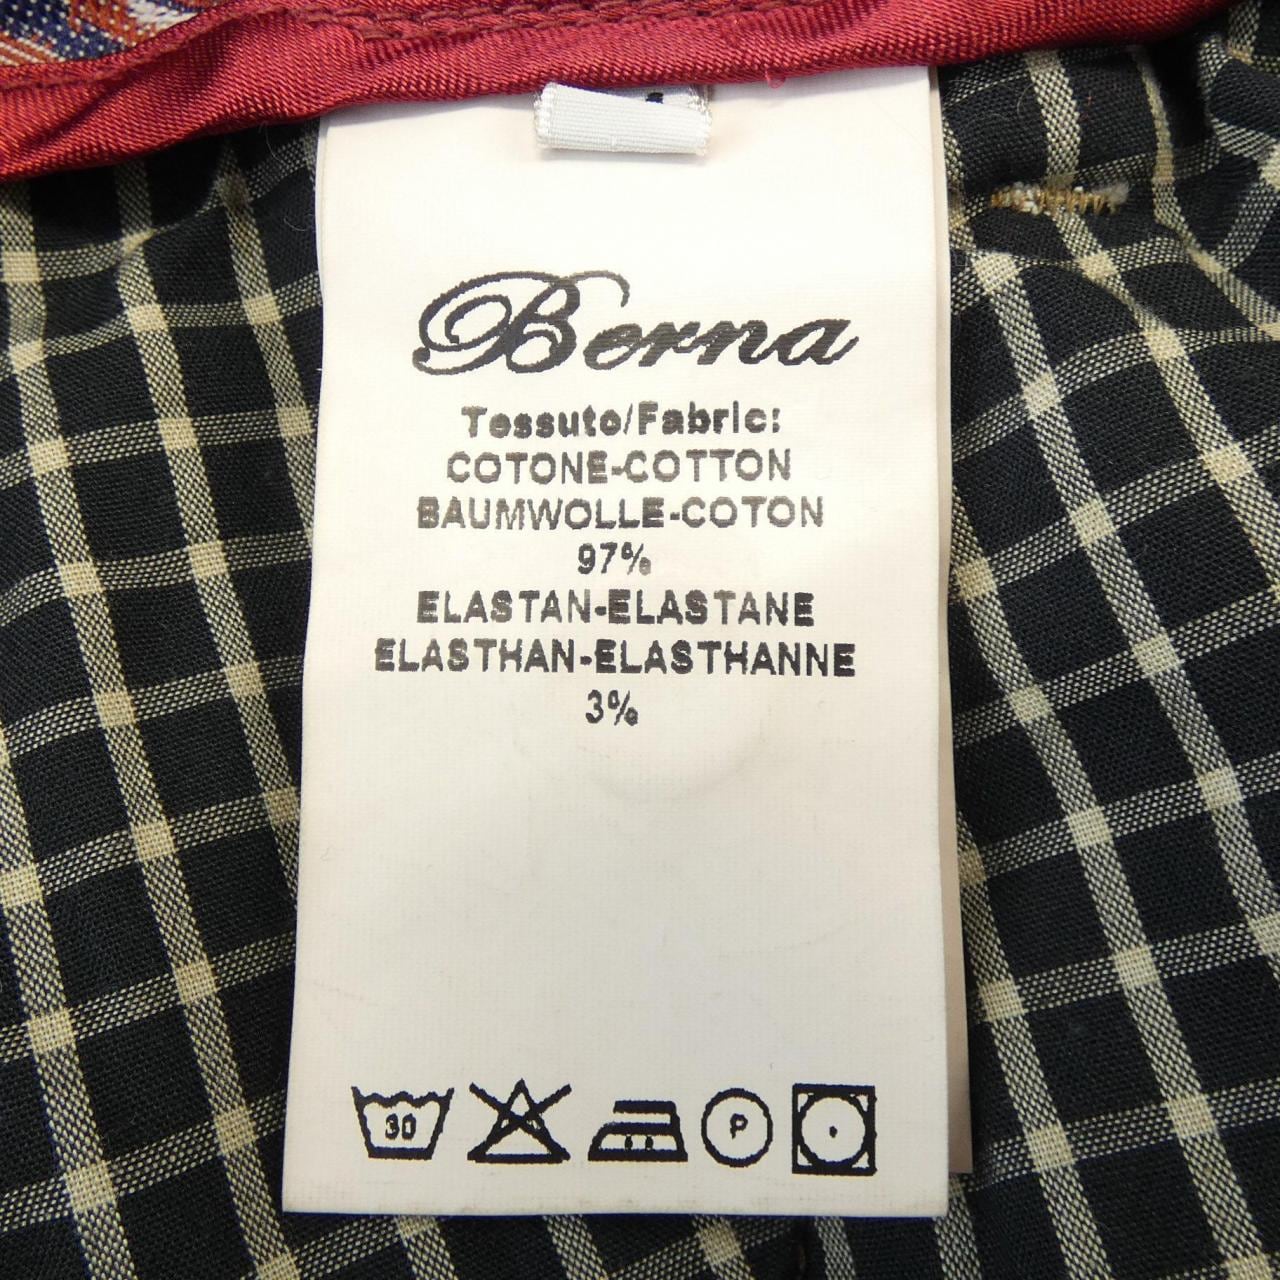 Berna
Tessuto/Fabric:
COTONE-COTTON
BAUMWOLLE-COTON
97%
ELASTAN-ELASTANE
ELASTHAN-ELASTHANNE
3%
30
P